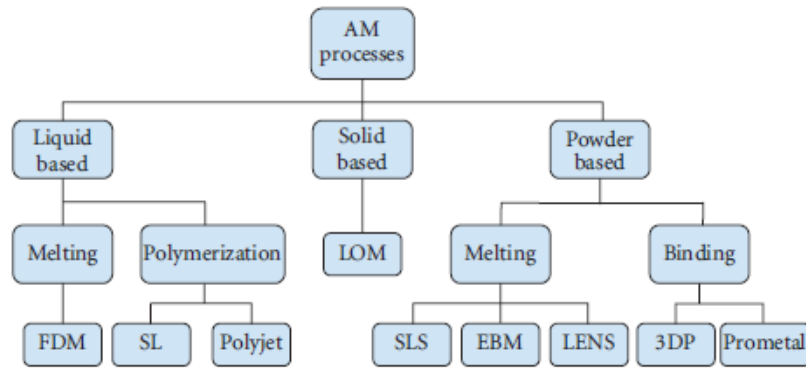 AM
processes
Liquid
based
Solid
based
Powder
based
Melting
Polymerization
LOM
Melting
Binding
FDM
SL
Polyjet
SLS
EBM
LENS
3DP
Prometal